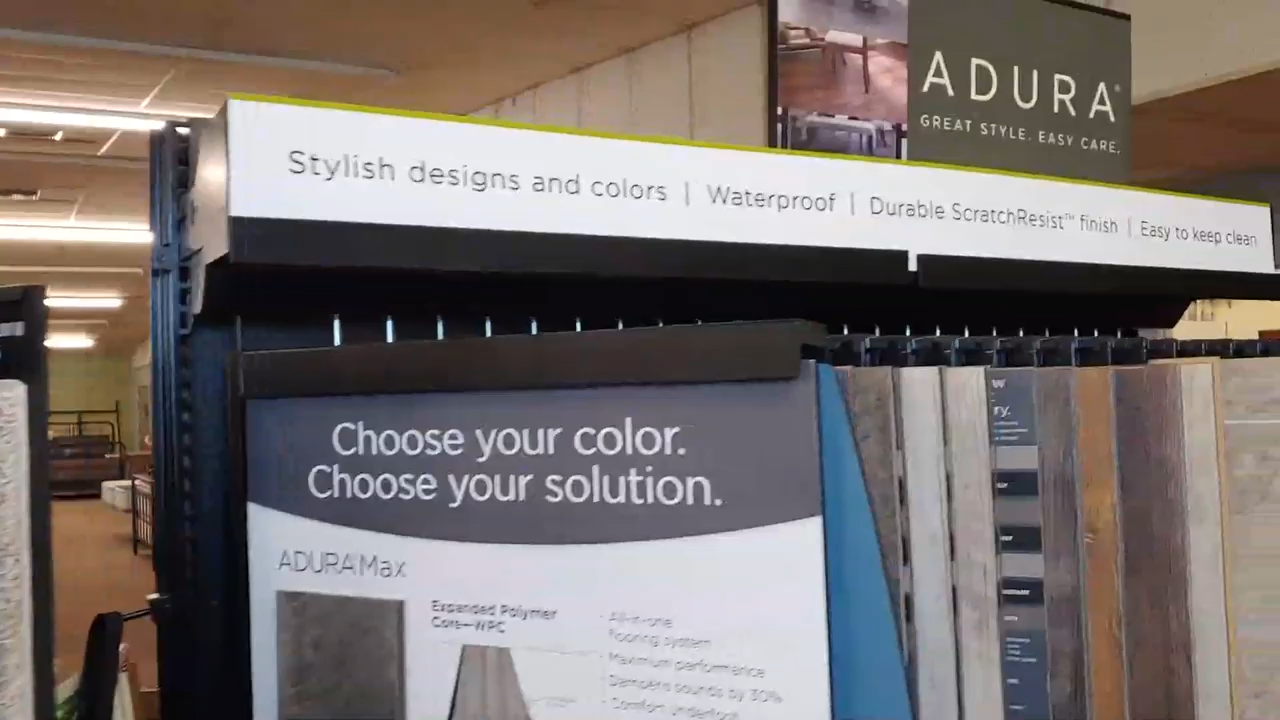 ADURA®
GREAT STYLE. EASY CARE.
Stylish designs and colors | Waterproof | Durable ScratchResist™ finish | Easy to keep clean
Choose your color.
Choose your solution.
ADURA®Max
Expanded Polymer
Core—WPC
All-in-one
flooring system
Maximum performance
Dampens sounds by 30%
Comfort underfoot